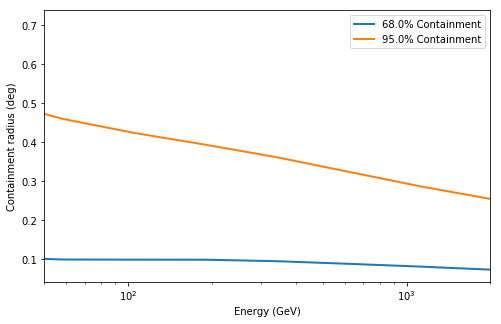 0.7
0.6
0.5
0.4
0.3
0.2
0.1
Containment radius (deg)
68.0% Containment
95.0% Containment
10²
10³
Energy (GeV)